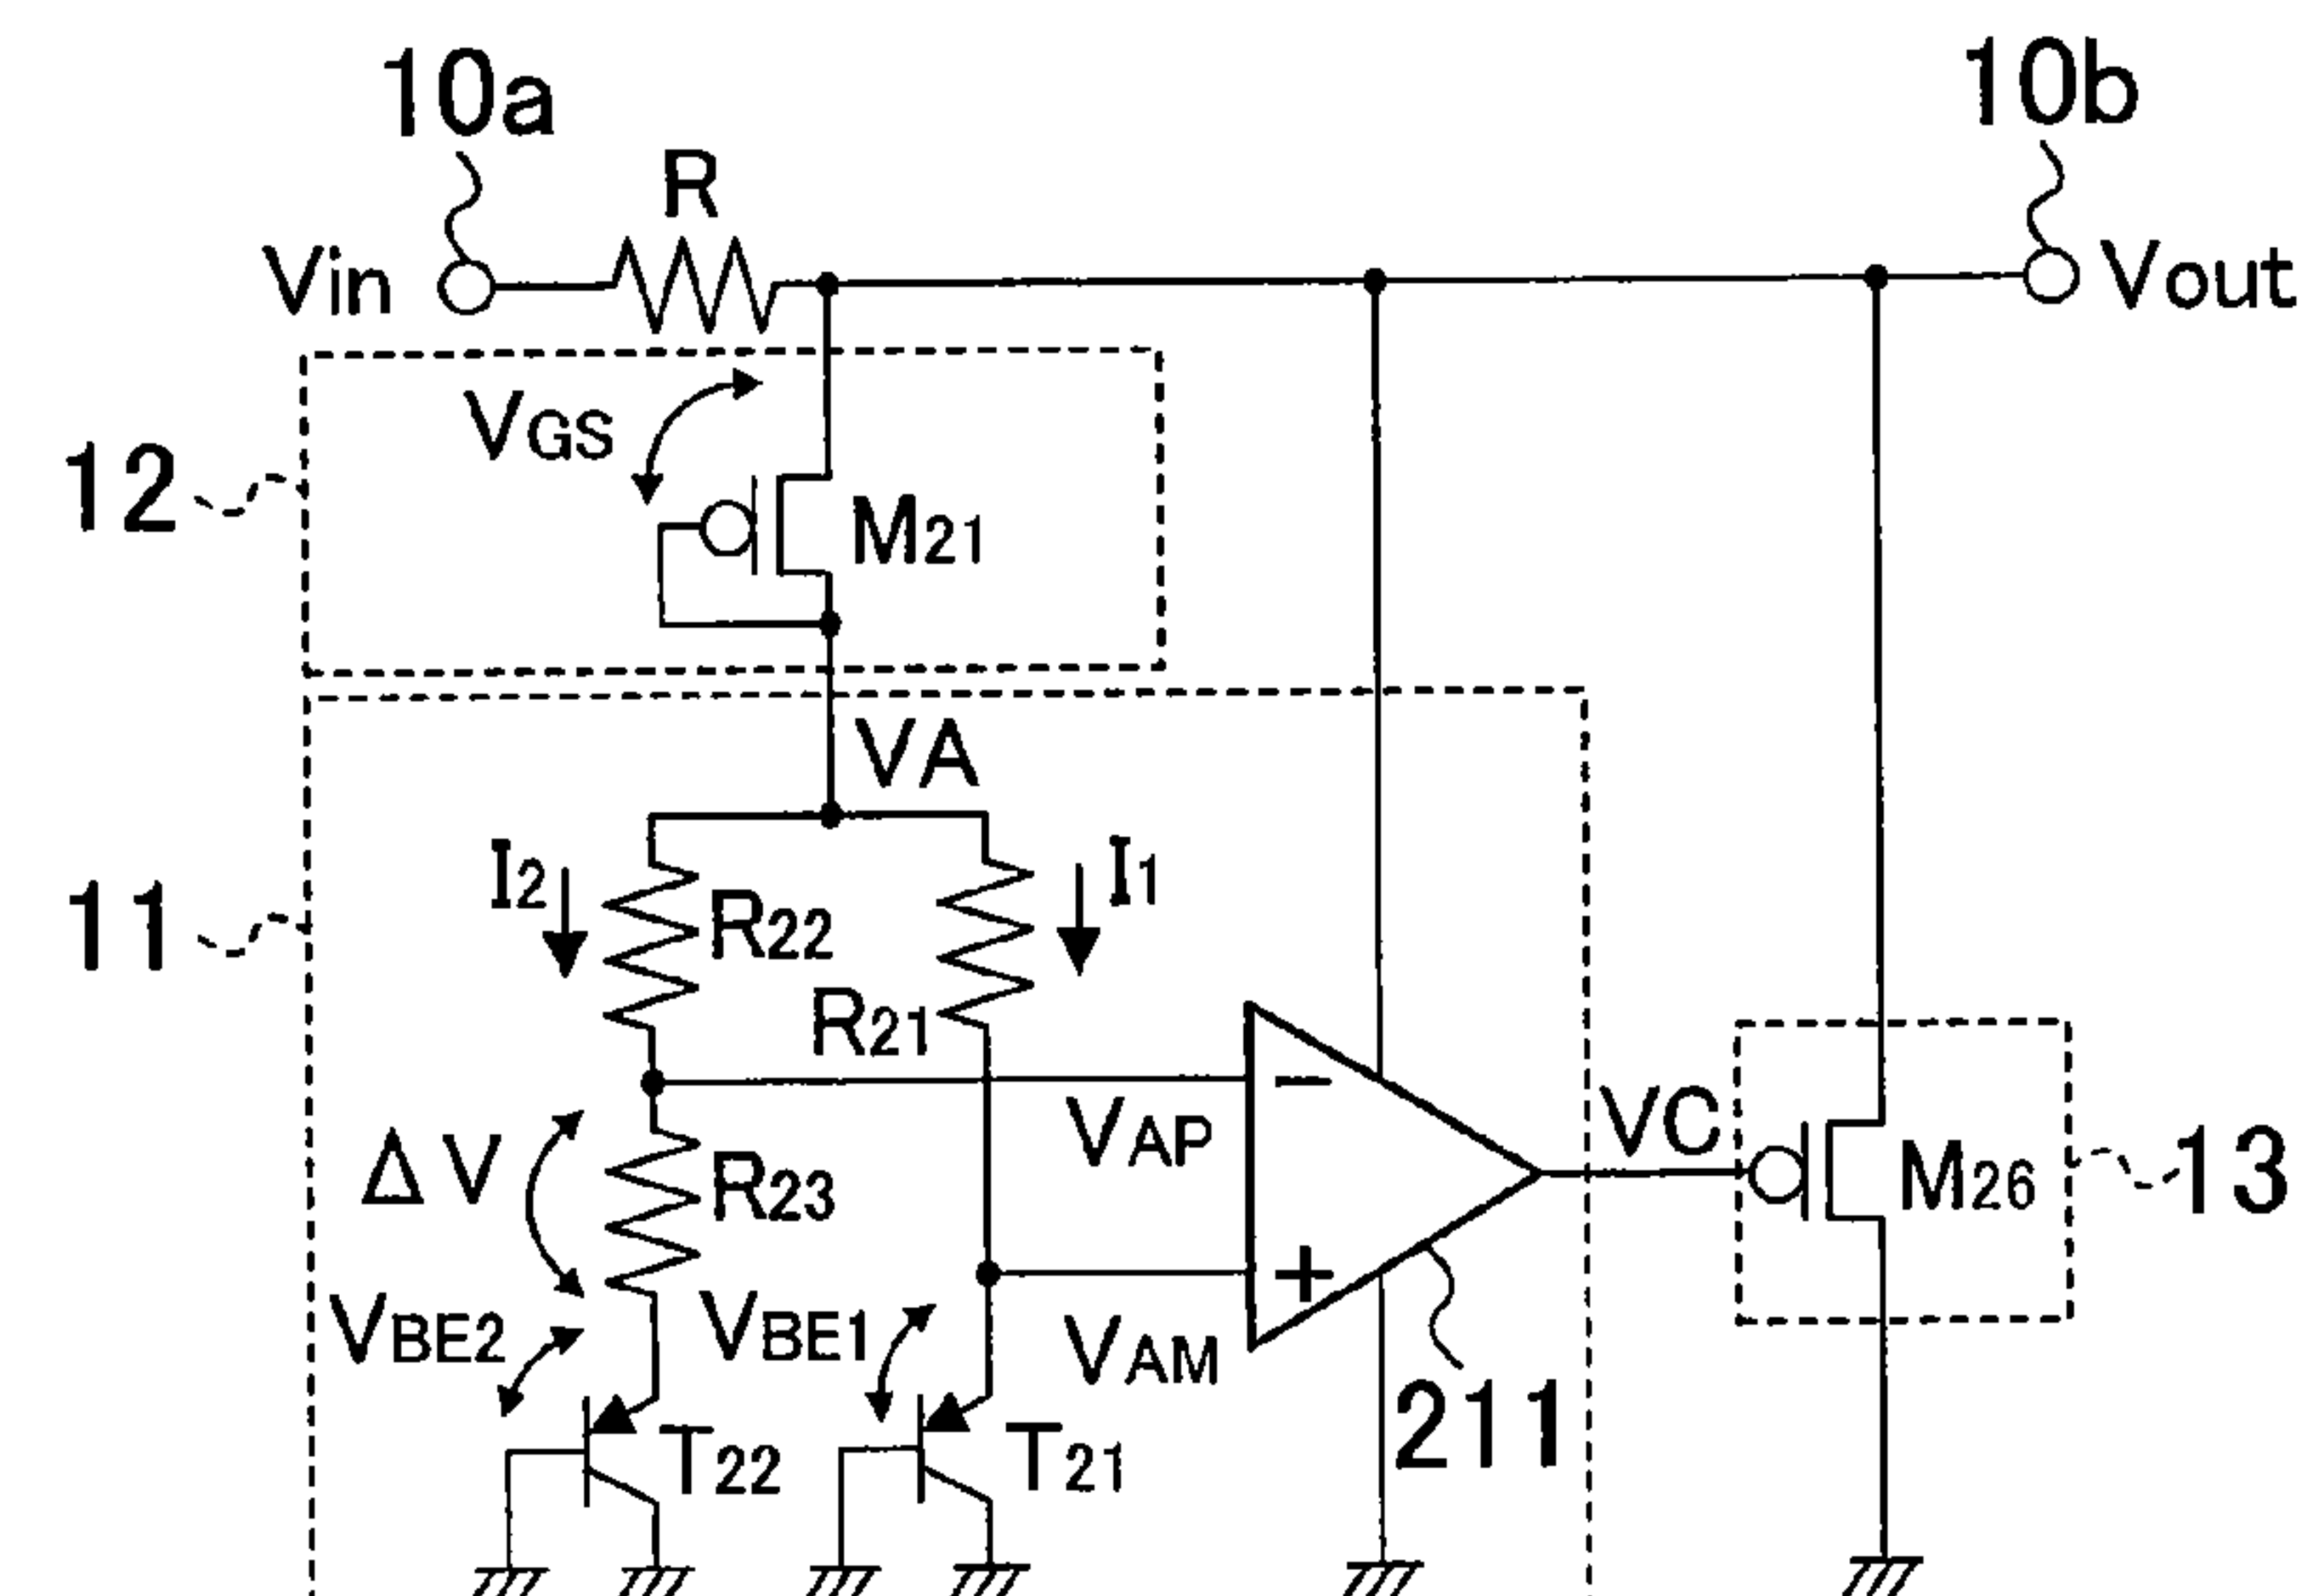 10a
10b
R
Vin
Vout
VGS
12
M21
VA
I2
I1
11
R22
R21
−
VAP
VC
ΔV
R23
M26
13
+
VBE2
VBE1
VAM
211
T22
T21